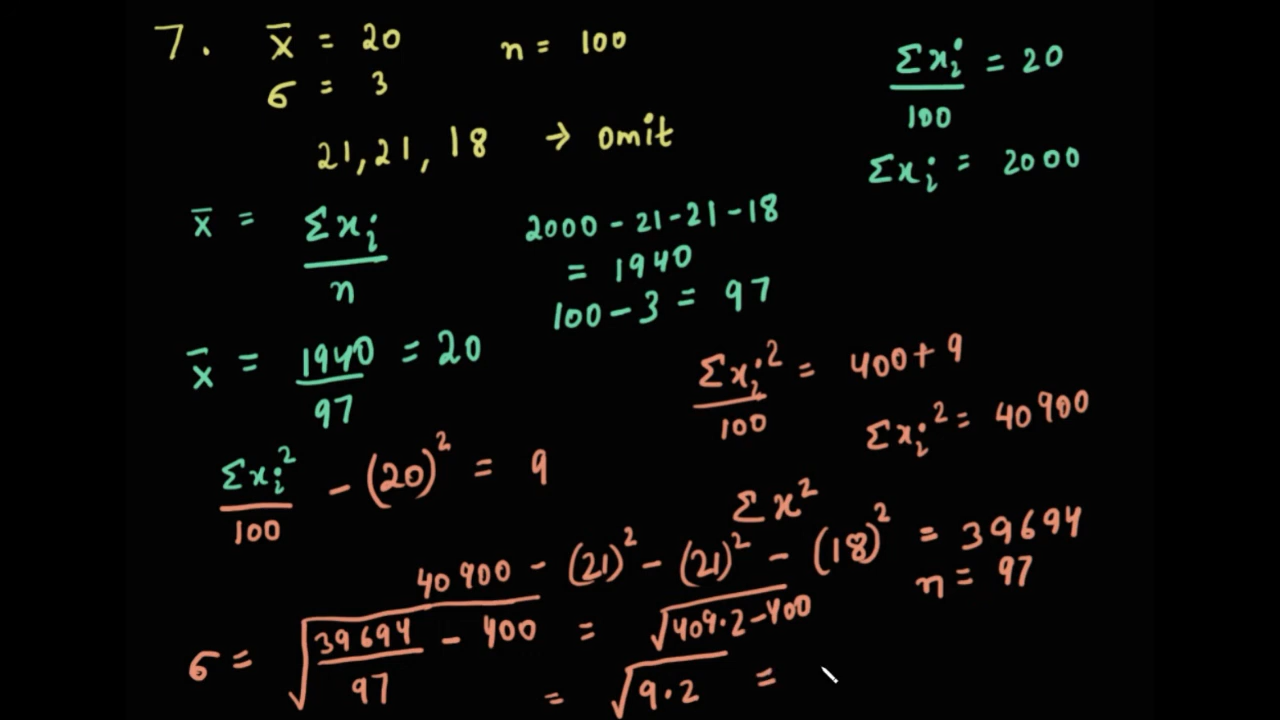 7. x̄ = 20 n = 100
σ = 3
21, 21, 18 → omit
Σxᵢ/100 = 20
Σxᵢ = 2000
x̄ = Σxᵢ/n
2000 - 21 - 21 - 18
= 1940
100 - 3 = 97
x̄ = 1940/97 = 20
Σxᵢ²/100 = 400 + 9
Σxᵢ² = 40900
Σxᵢ²/100 - (20)² = 9
Σx²
40900 - (21)² - (21)² - (18)² = 39694
n = 97
σ = √(39694/97 - 400) = √(409.2 - 400)
= √9.2 =